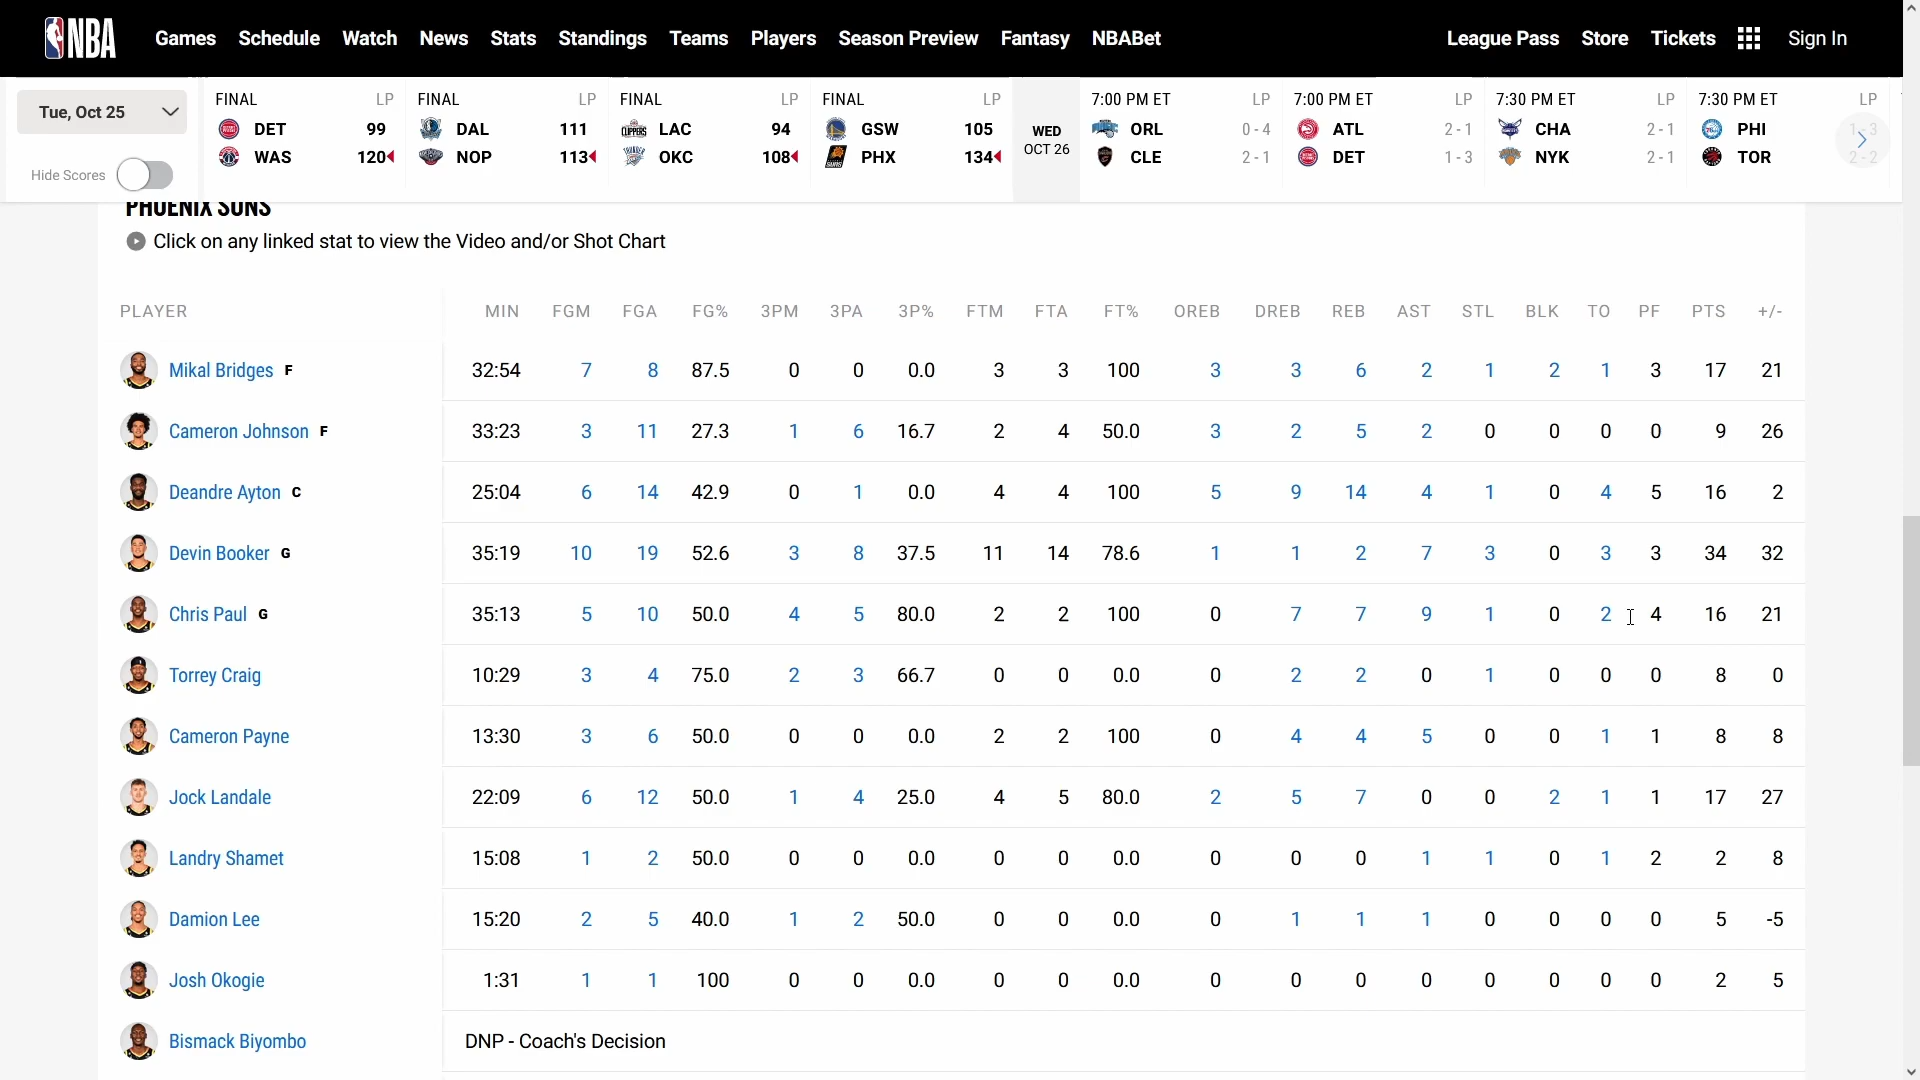 NBA Games Schedule Watch News Stats Standings Teams Players Season Preview Fantasy NBABet League Pass Store Tickets Sign In
Tue, Oct 25
Hide Scores
FINAL LP
DET 99
WAS 120
FINAL LP
DAL 111
NOP 113
FINAL LP
LAC 94
OKC 108
FINAL LP
GSW 105
PHX 134
WED
OCT 26
7:00 PM ET LP
ORL 0 - 4
CLE 2 - 1
7:00 PM ET LP
ATL 2 - 1
DET 1 - 3
7:30 PM ET LP
CHA 2 - 1
NYK 2 - 1
7:30 PM ET LP
PHI 1 - 3
TOR 2 - 2
PHOENIX SUNS
Click on any linked stat to view the Video and/or Shot Chart
PLAYER MIN FGM FGA FG% 3PM 3PA 3P% FTM FTA FT% OREB DREB REB AST STL BLK TO PF PTS +/-
Mikal Bridges F 32:54 7 8 87.5 0 0 0.0 3 3 100 3 3 6 2 1 2 1 3 17 21
Cameron Johnson F 33:23 3 11 27.3 1 6 16.7 2 4 50.0 3 2 5 2 0 0 0 0 9 26
Deandre Ayton C 25:04 6 14 42.9 0 1 0.0 4 4 100 5 9 14 4 1 0 4 5 16 2
Devin Booker G 35:19 10 19 52.6 3 8 37.5 11 14 78.6 1 1 2 7 3 0 3 3 34 32
Chris Paul G 35:13 5 10 50.0 4 5 80.0 2 2 100 0 7 7 9 1 0 2 4 16 21
Torrey Craig 10:29 3 4 75.0 2 3 66.7 0 0 0.0 0 2 2 0 1 0 0 0 8 0
Cameron Payne 13:30 3 6 50.0 0 0 0.0 2 2 100 0 4 4 5 0 0 1 1 8 8
Jock Landale 22:09 6 12 50.0 1 4 25.0 4 5 80.0 2 5 7 0 0 2 1 1 17 27
Landry Shamet 15:08 1 2 50.0 0 0 0.0 0 0 0.0 0 0 0 1 1 0 1 2 2 8
Damion Lee 15:20 2 5 40.0 1 2 50.0 0 0 0.0 0 1 1 1 0 0 0 0 5 -5
Josh Okogie 1:31 1 1 100 0 0 0.0 0 0 0.0 0 0 0 0 0 0 0 0 2 5
Bismack Biyombo DNP - Coach's Decision